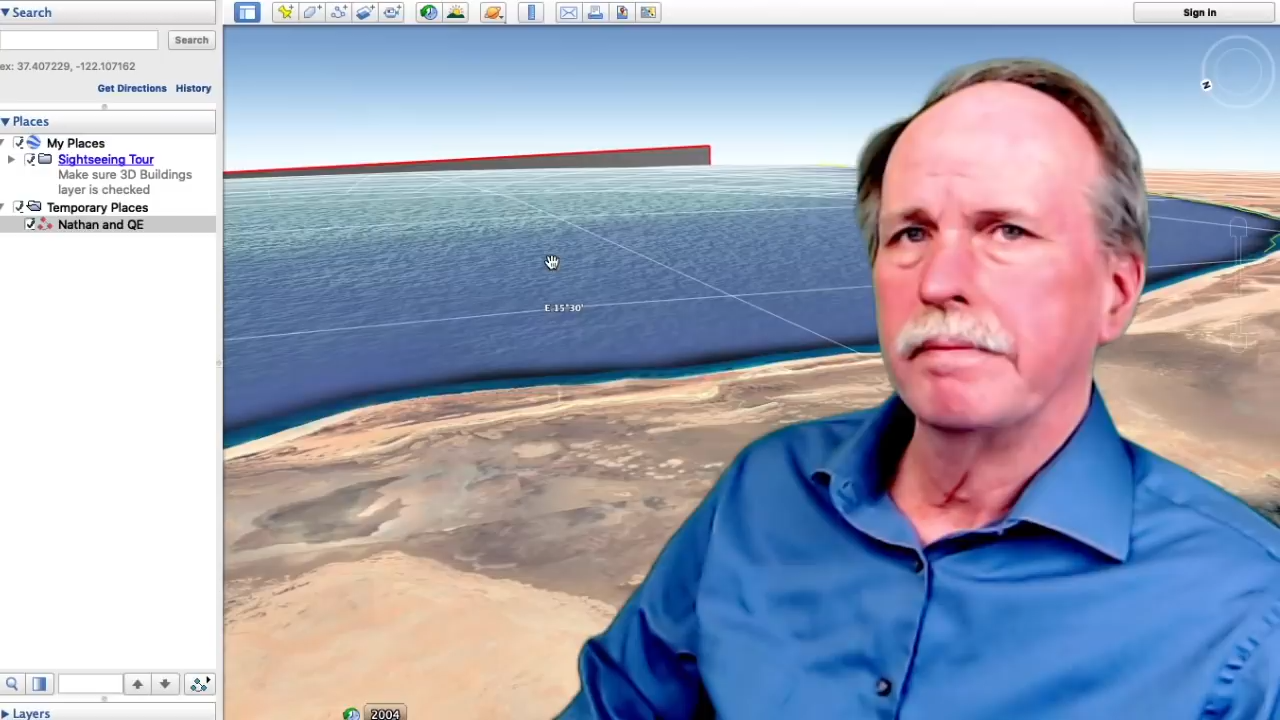 Search
Sign in
Search
ex: 37.407229, -122.107162
Get Directions
History
Places
My Places
Sightseeing Tour
Make sure 3D Buildings
layer is checked
Temporary Places
Nathan and QE
N
E 15°30'
Layers
2004